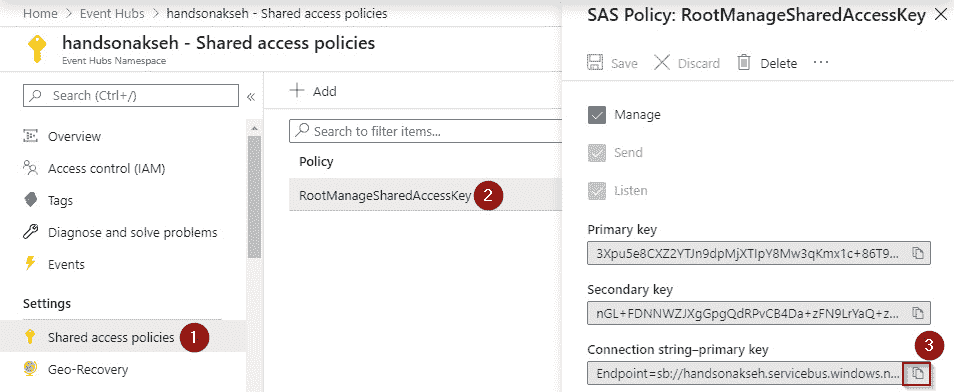 Home > Event Hubs > handsonakseh - Shared access policies
handsonakseh - Shared access policies
Event Hubs Namespace
Search (Ctrl+/)
«
Overview
Access control (IAM)
Tags
Diagnose and solve problems
Events
Settings
Shared access policies 1
Geo-Recovery
+ Add
Search to filter items...
Policy
RootManageSharedAccessKey 2
SAS Policy: RootManageSharedAccessKey
Save Discard Delete ...
Manage
Send
Listen
Primary key
3Xpu5e8CXZ2YTJn9dpMjXTIpY8Mw3qKmx1c+86T9...
Secondary key
nGL+FDNNWZJXgGpgQdRPvCB4Da+zFN9LrYaQ+z...
Connection string–primary key
3
Endpoint=sb://handsonakseh.servicebus.windows.n...